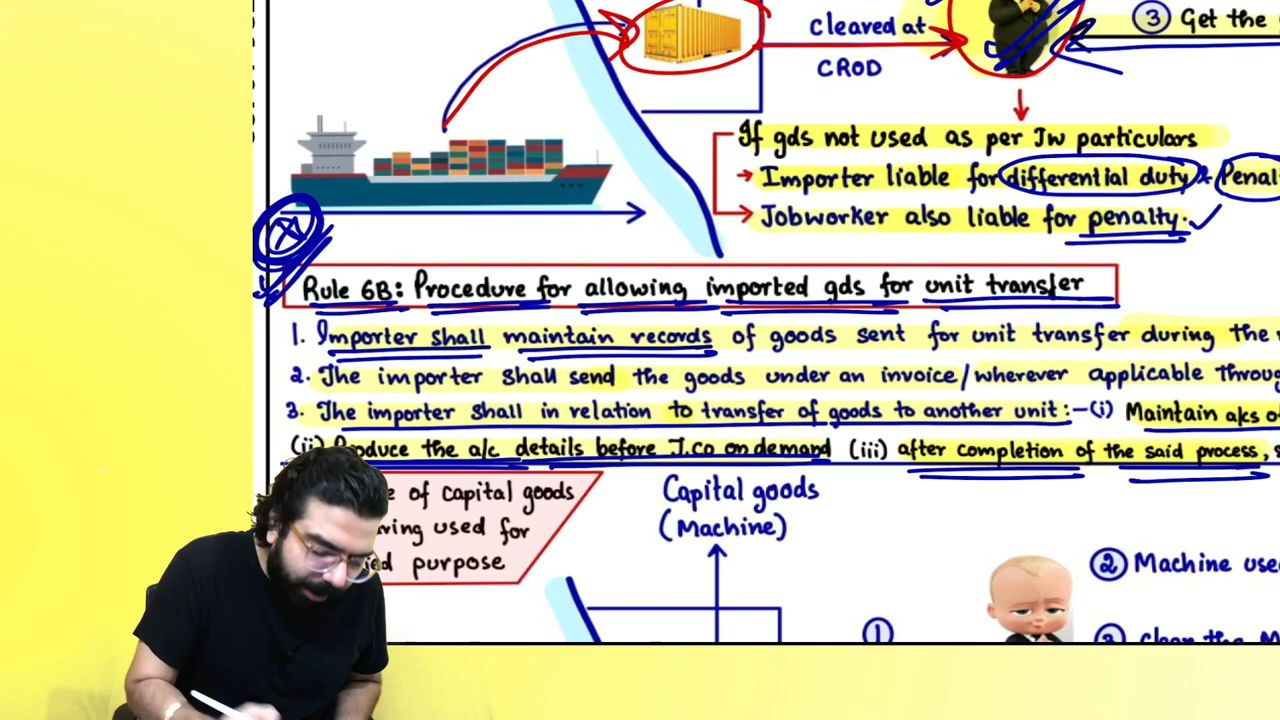 ③ Get the
Cleared at
CROD
If gds not used as per Jw particulars
→ Importer liable for differential duty +
→ Jobworker also liable for penalty.
Rule 6B: Procedure for allowing imported gds for unit transfer
1. Importer shall maintain records of goods sent for unit transfer during the
2. The importer shall send the goods under an invoice/wherever applicable
3. The importer shall in relation to transfer of goods to another unit:-(i) Maintain a/cs
(ii) the a/c details before J.Co on demand (iii) after completion of the said process,
of capital goods
used for
purpose
Capital goods
(Machine)
② Machine
①